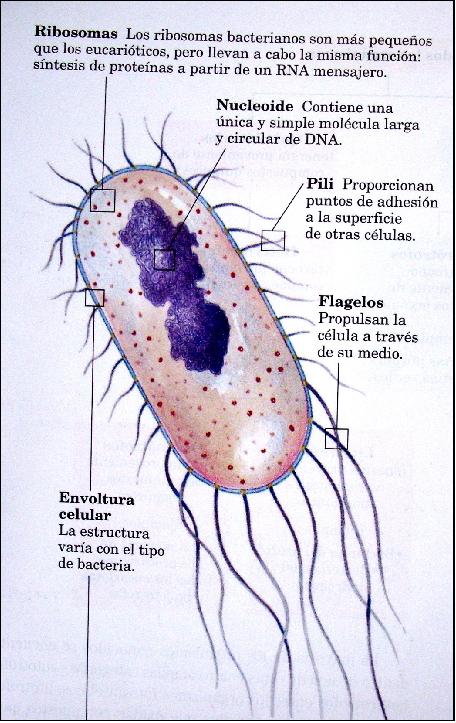 Ribosomas Los ribosomas bacterianos son más pequeños
que los eucarióticos, pero llevan a cabo la misma función:
síntesis de proteínas a partir de un RNA mensajero.
Nucleoide Contiene una
única y simple molécula larga
y circular de DNA.
Pili Proporcionan
puntos de adhesión
a la superficie
de otras células.
Flagelos
Propulsan la
célula a través
de su medio.
Envoltura
celular
La estructura
varía con el tipo
de bacteria.